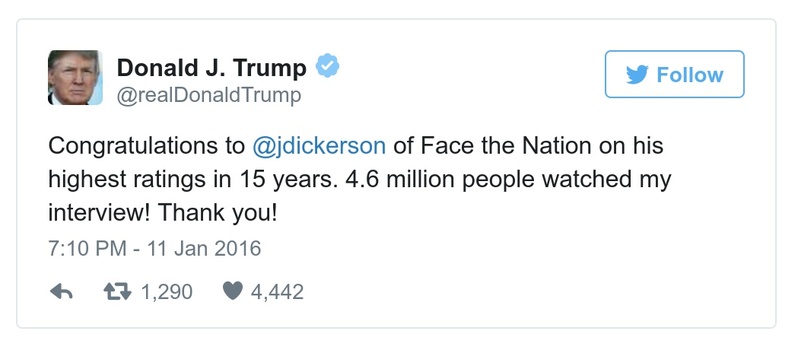 Donald J. Trump
@realDonaldTrump
Follow
Congratulations to @jdickerson of Face the Nation on his
highest ratings in 15 years. 4.6 million people watched my
interview! Thank you!
7:10 PM - 11 Jan 2016
1,290 4,442